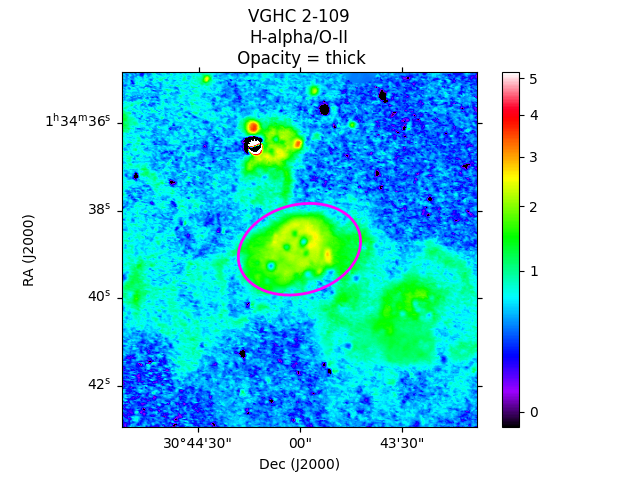 VGHC 2-109
H-alpha/O-II
Opacity = thick
1ʰ34ᵐ36ˢ
38ˢ
40ˢ
42ˢ
RA (J2000)
30°44'30"
00"
43'30"
Dec (J2000)
5
4
3
2
1
0